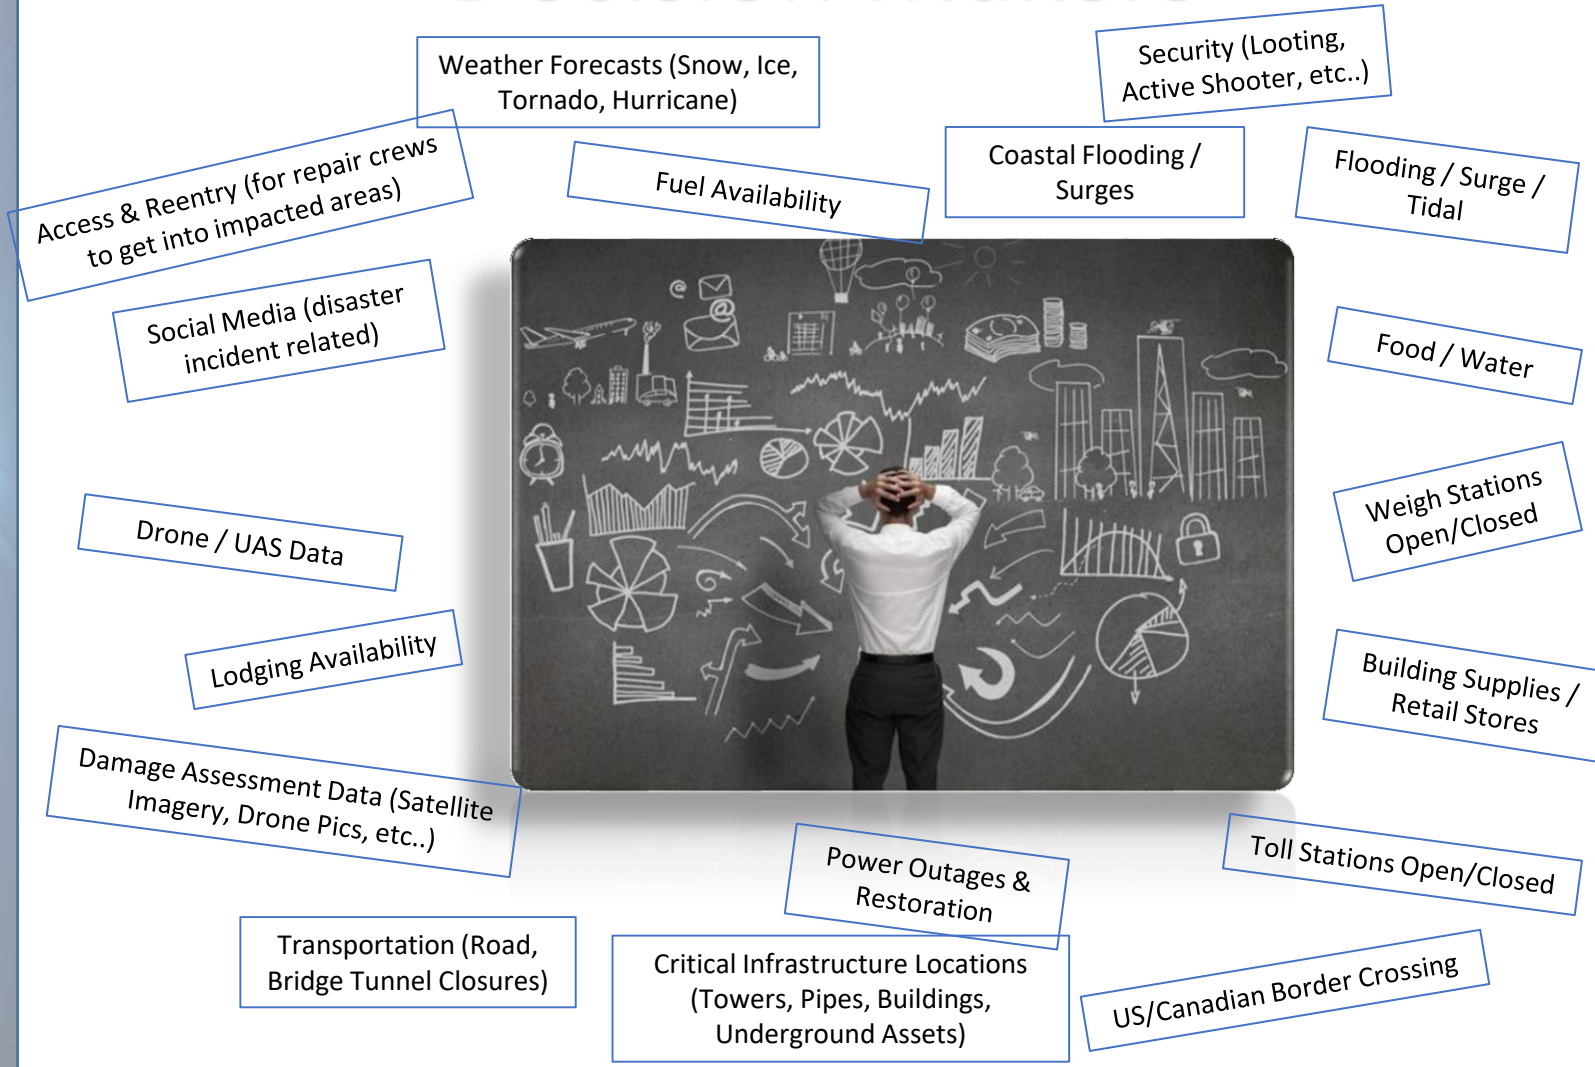 Weather Forecasts (Snow, Ice,
Tornado, Hurricane)
Security (Looting,
Active Shooter, etc..)
Access & Reentry (for repair crews
to get into impacted areas)
Fuel Availability
Coastal Flooding /
Surges
Flooding / Surge /
Tidal
Social Media (disaster
incident related)
Food / Water
Drone / UAS Data
Weigh Stations
Open/Closed
Lodging Availability
Building Supplies /
Retail Stores
Damage Assessment Data (Satellite
Imagery, Drone Pics, etc..)
Power Outages &
Restoration
Toll Stations Open/Closed
Transportation (Road,
Bridge Tunnel Closures)
Critical Infrastructure Locations
(Towers, Pipes, Buildings,
Underground Assets)
US/Canadian Border Crossing